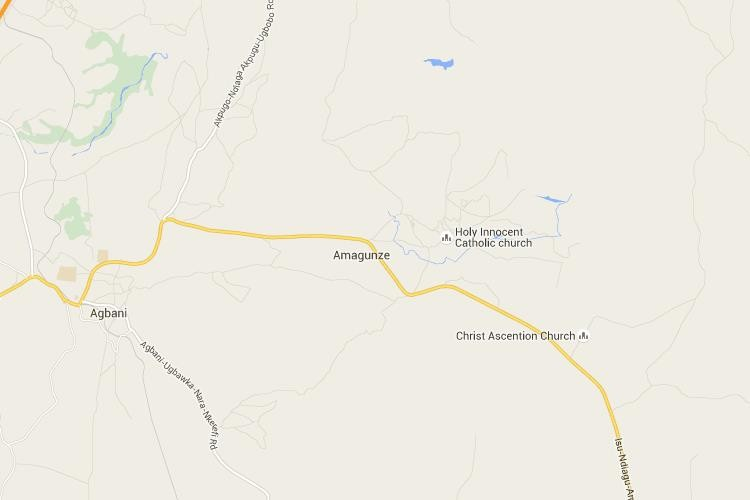 Akpugo-Ndiaga Akpugu-Ugbobo Ro
Holy Innocent
Catholic church
Amagunze
Agbani
Christ Ascention Church
Agbani-Ugbawka-Nara-Nkerefi Rd
Isu-Ndiagu-Am